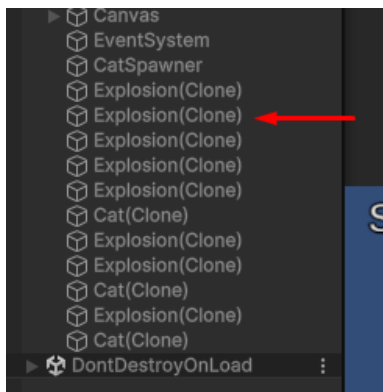 Canvas
EventSystem
CatSpawner
Explosion(Clone)
Explosion(Clone)
Explosion(Clone)
Explosion(Clone)
Explosion(Clone)
Cat(Clone)
Explosion(Clone)
Explosion(Clone)
Cat(Clone)
Explosion(Clone)
Cat(Clone)
DontDestroyOnLoad
S